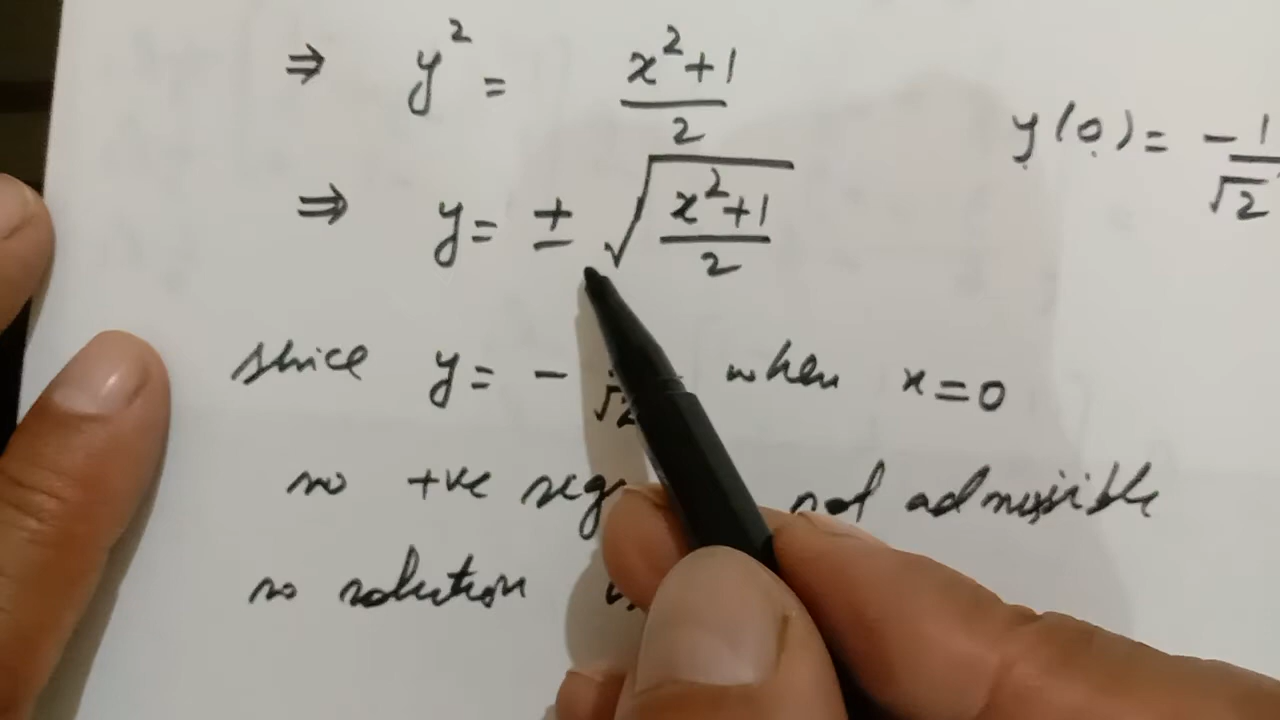 ⇒ y² = (x²+1)/2
y(0) = -1/√2
⇒ y = ± √((x²+1)/2)
since y = - √2 when x=0
so +ve not admissible
so solution